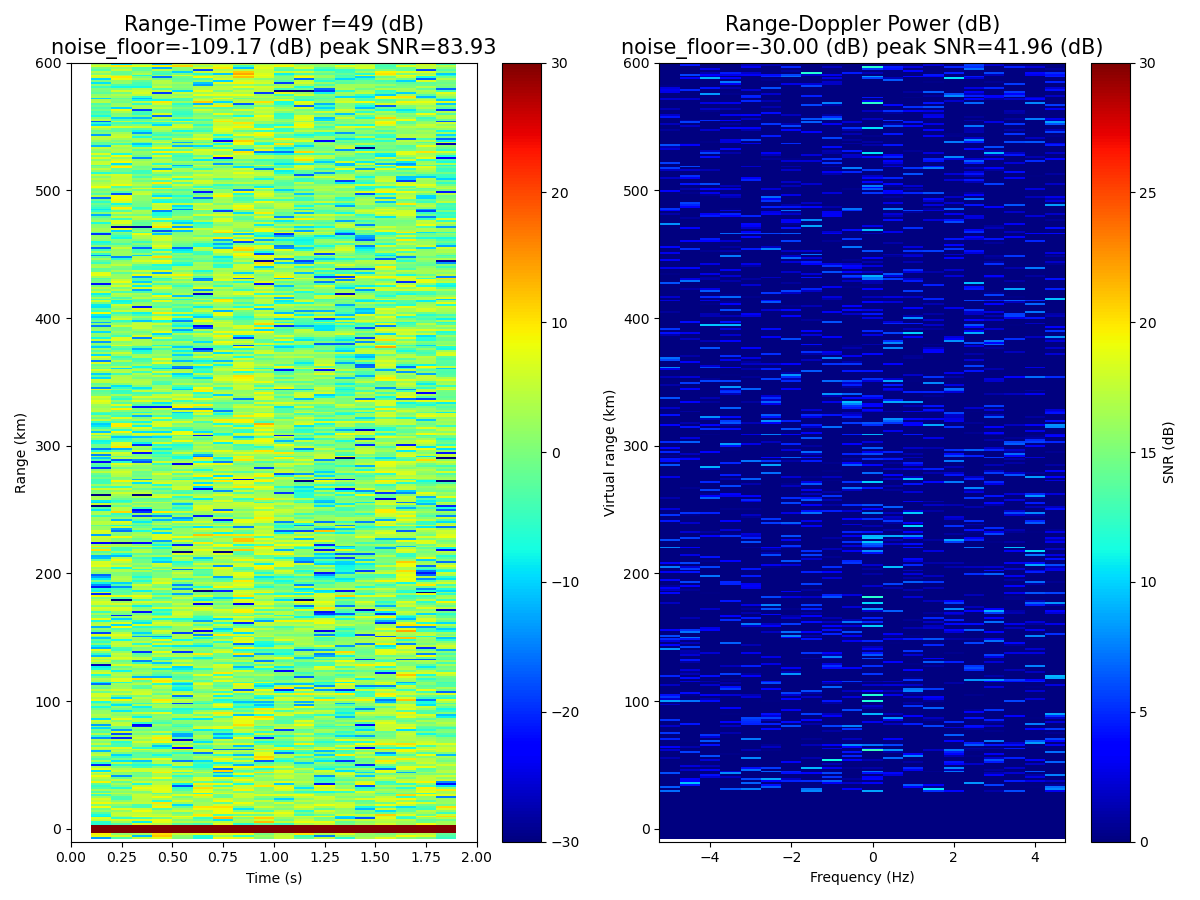 Range-Time Power f=49 (dB)
noise_floor=-109.17 (dB) peak SNR=83.93
Range (km)
600
500
400
300
200
100
0
0.00 0.25 0.50 0.75 1.00 1.25 1.50 1.75 2.00
Time (s)
30
20
10
0
−10
−20
−30
Range-Doppler Power (dB)
noise_floor=-30.00 (dB) peak SNR=41.96 (dB)
Virtual range (km)
600
500
400
300
200
100
0
−4 −2 0 2 4
Frequency (Hz)
30
25
20
15
10
5
0
SNR (dB)